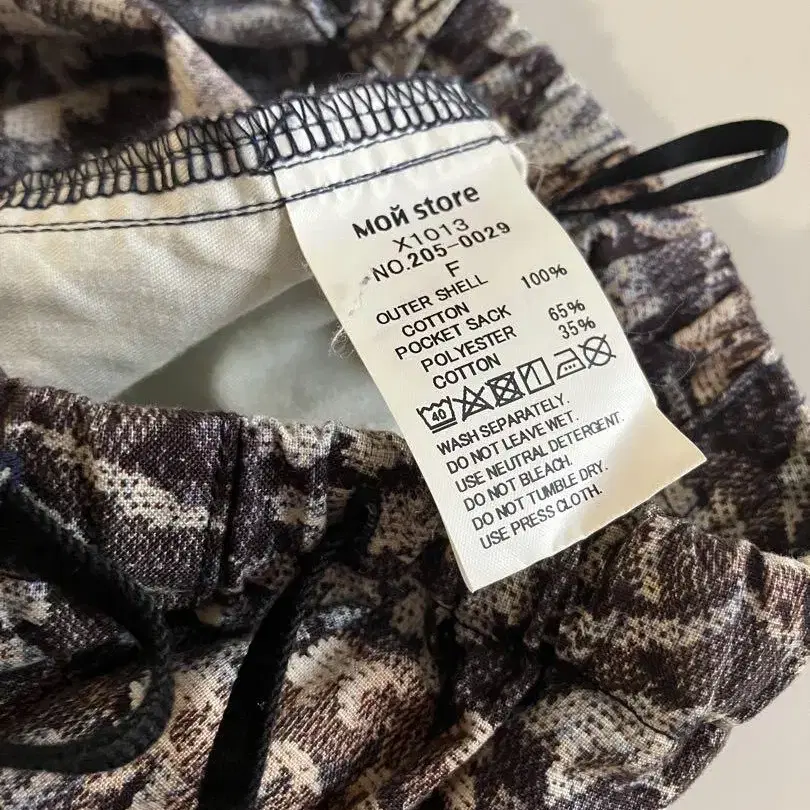 мой store
X1013
NO.205-0029
F
OUTER SHELL
COTTON 100%
POCKET SACK
POLYESTER 65%
COTTON 35%
40
WASH SEPARATELY.
DO NOT LEAVE WET.
USE NEUTRAL DETERGENT.
DO NOT BLEACH.
DO NOT TUMBLE DRY.
USE PRESS CLOTH.